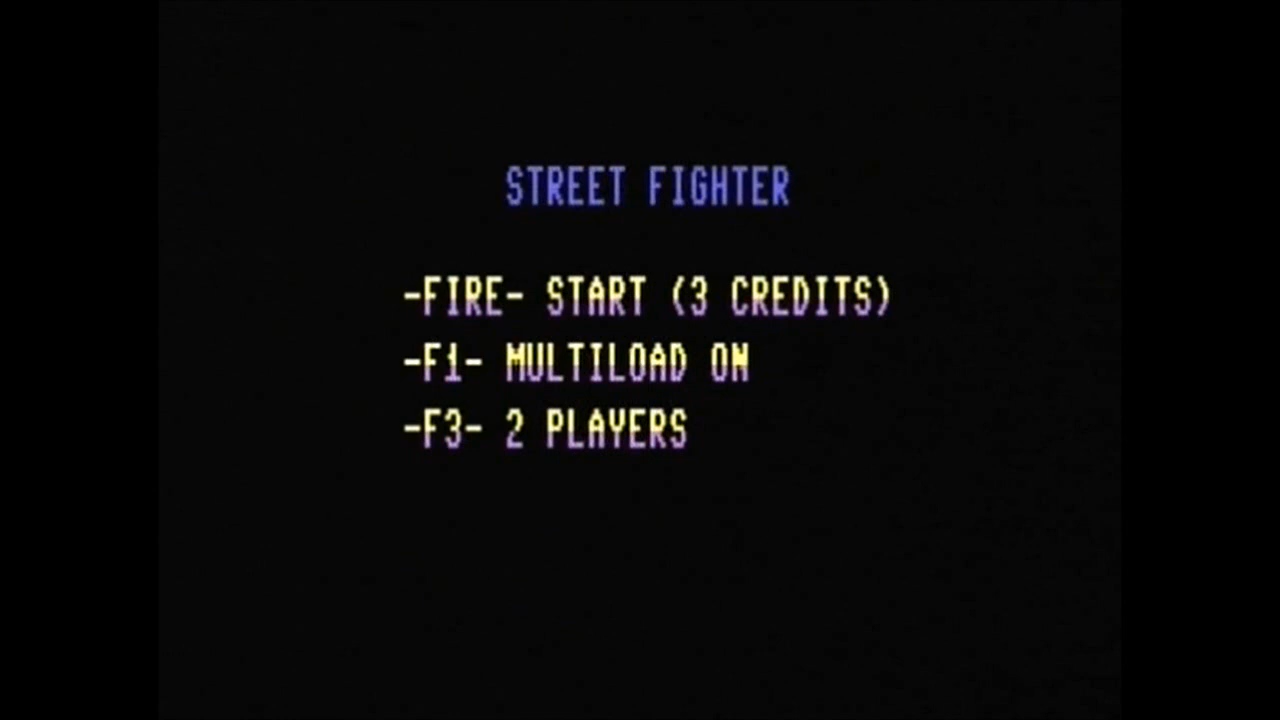 STREET FIGHTER
-FIRE- START (3 CREDITS)
-F1- MULTILOAD ON
-F3- 2 PLAYERS